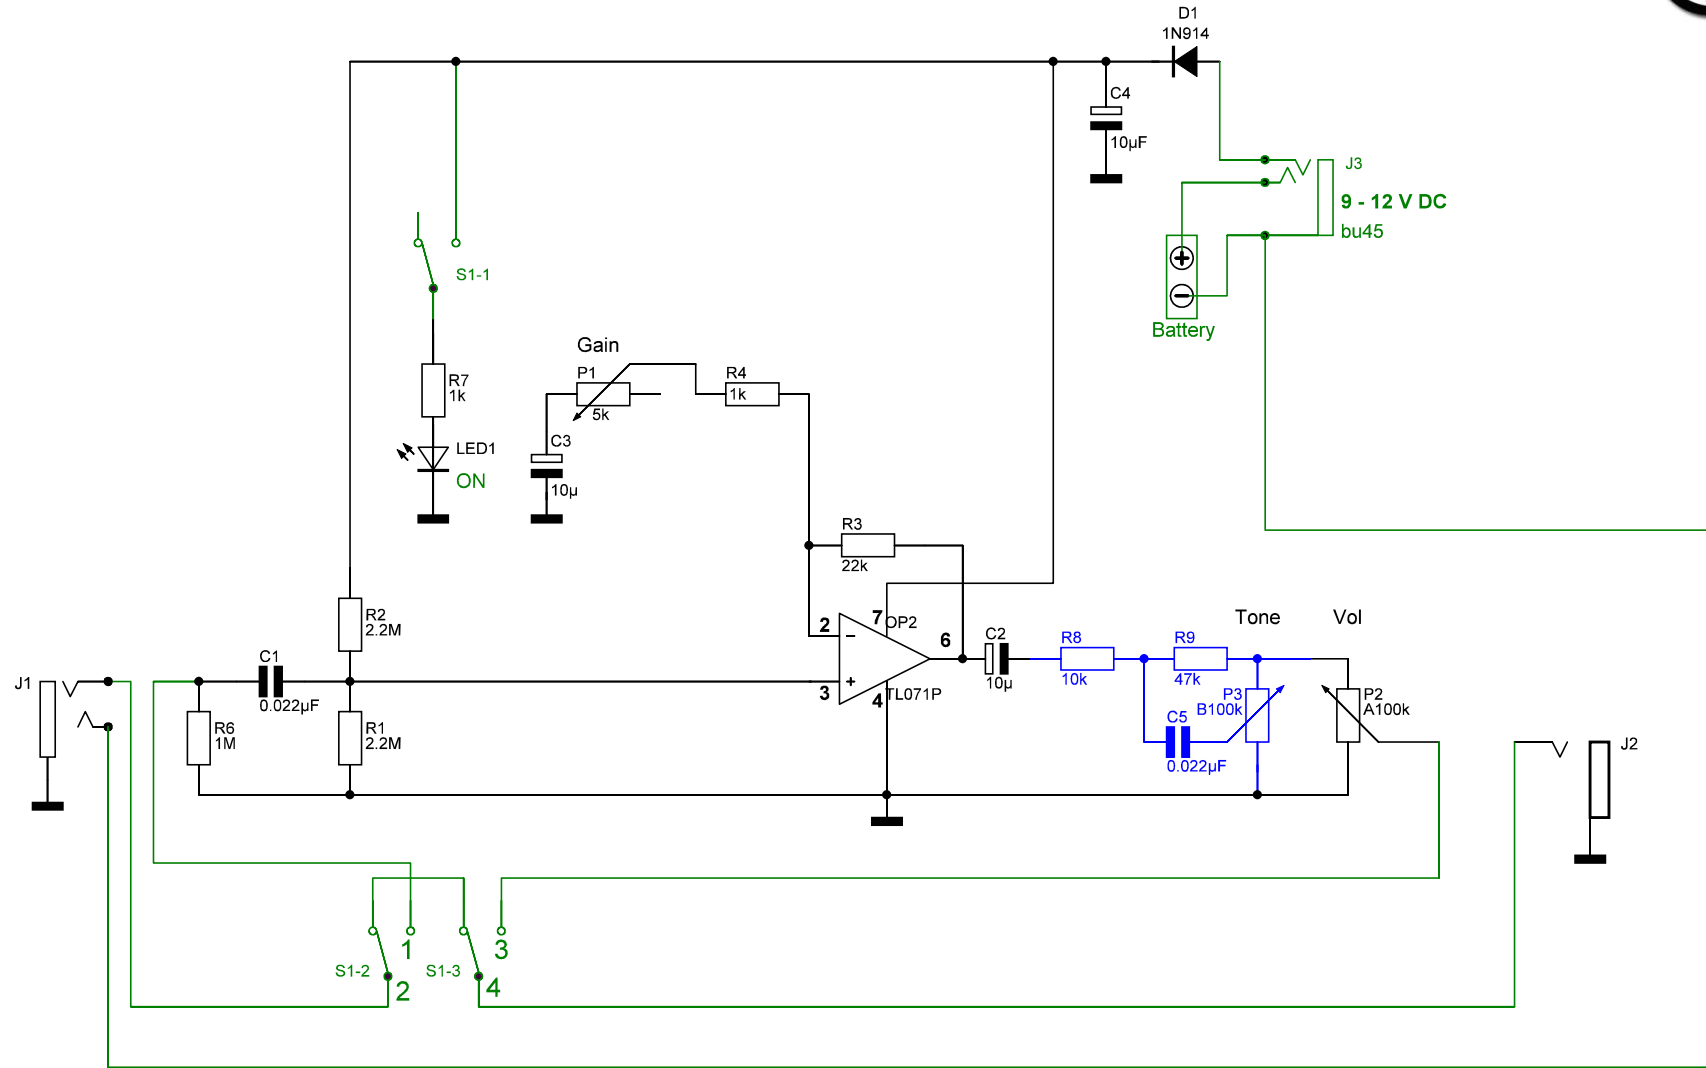 D1
1N914
C4
10µF
J3
9 - 12 V DC
bu45
S1-1
Battery
Gain
P1
5k
R4
1k
R7
1k
C3
10µ
LED1
ON
R3
22k
R2
2.2M
7
OP2
2
−
6
C2
10µ
Tone
Vol
R8
10k
R9
47k
J1
C1
0.022µF
+
3
4
TL071P
P3
B100k
P2
A100k
R6
1M
R1
2.2M
C5
0.022µF
J2
1
3
S1-2
S1-3
2
4